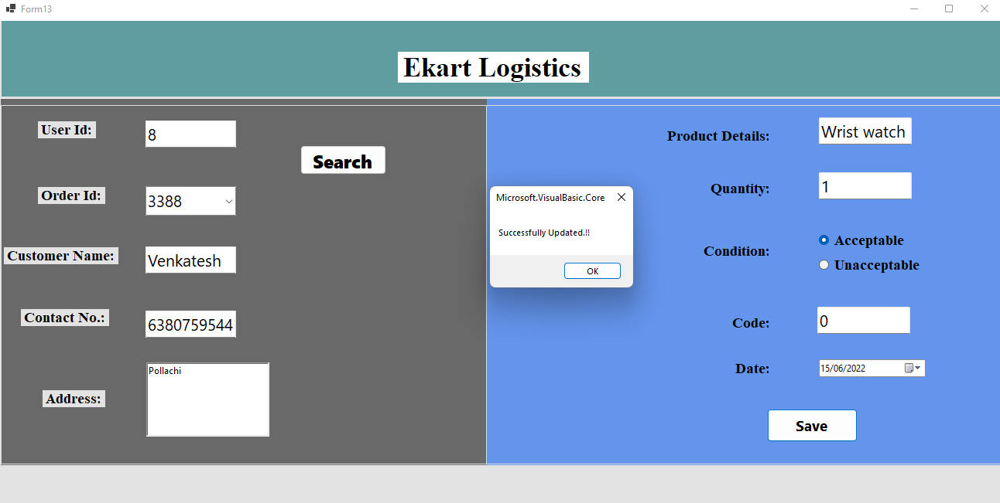 Form13
Ekart Logistics
User Id:
8
Search
Order Id:
3388
Customer Name:
Venkatesh
Contact No.:
6380759544
Address:
Pollachi
Microsoft.VisualBasic.Core
Successfully Updated.!!
OK
Product Details:
Wrist watch
Quantity:
1
Condition:
Acceptable
Unacceptable
Code:
0
Date:
15/06/2022
Save